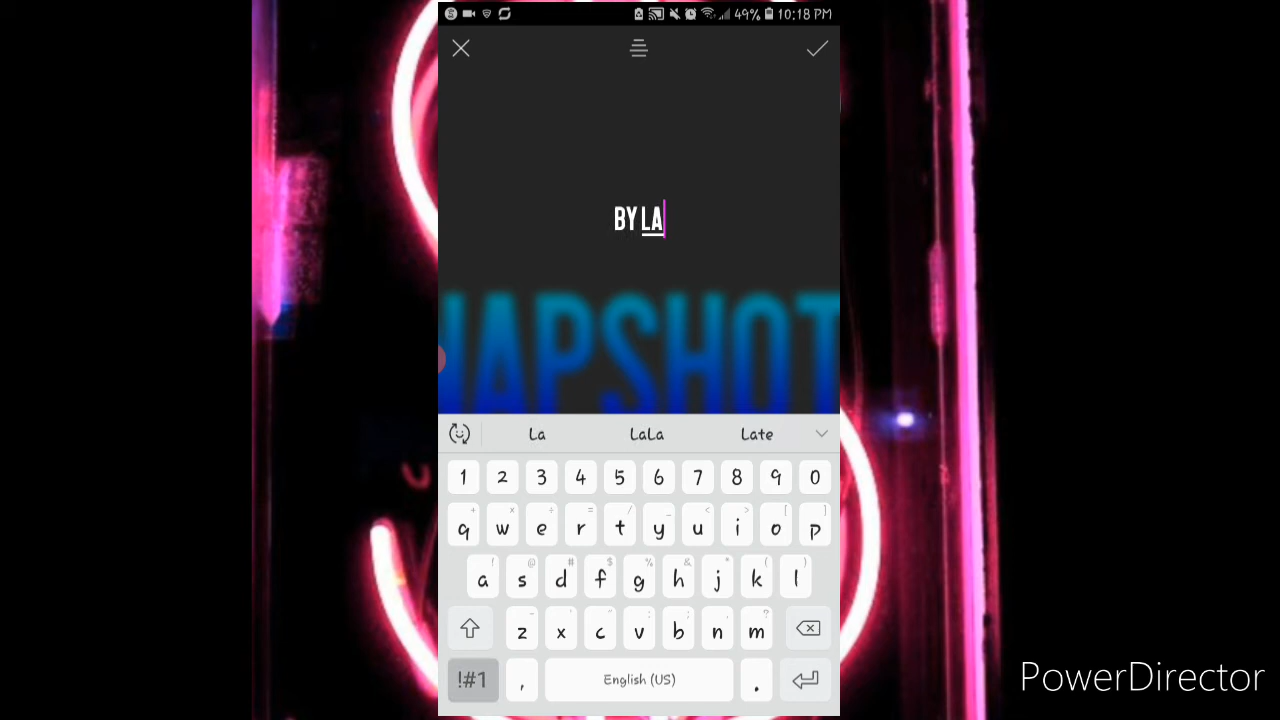 49% 10:18 PM
BY LA
NAPSHOT
La LaLa Late
1 2 3 4 5 6 7 8 9 0
q w e r t y u i o p
a s d f g h j k l
z x c v b n m
!#1 , English (US) .
PowerDirector